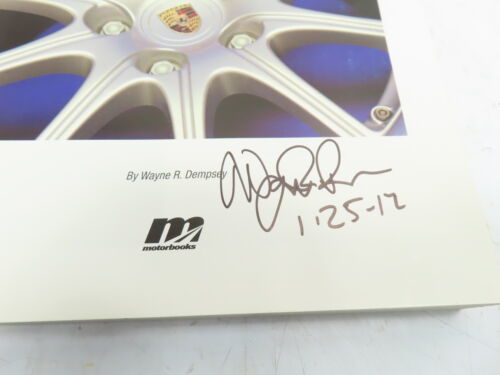 By Wayne R. Dempsey
1·25-12
motorbooks